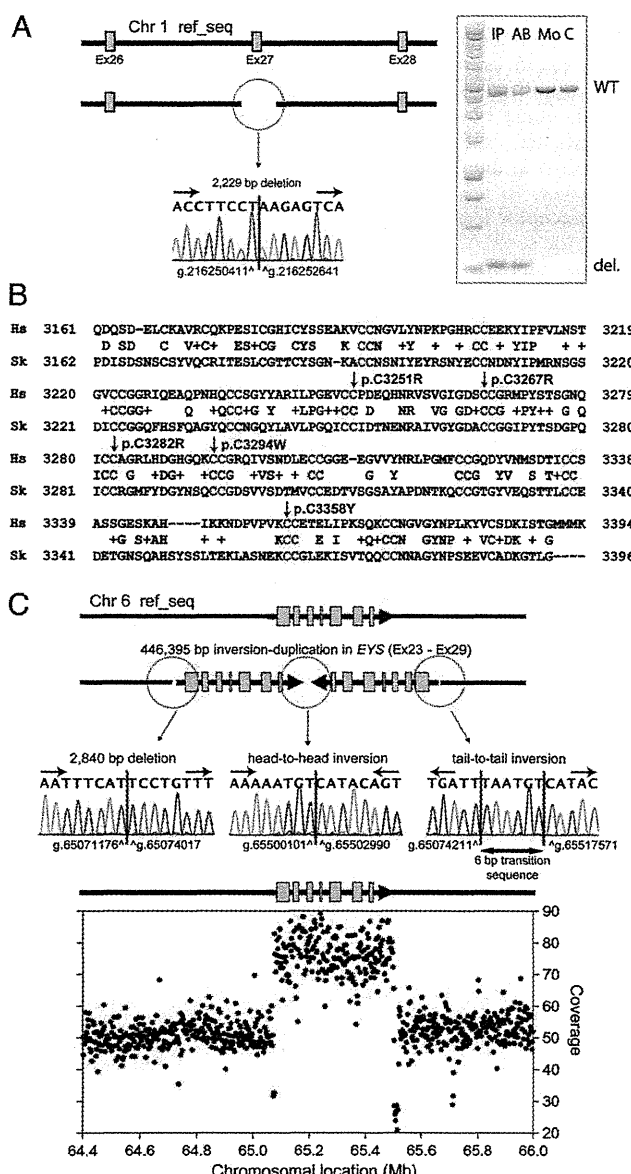 A
Chr 1 ref_seq
Ex26 Ex27 Ex28
2,229 bp deletion
ACCTTCCTAAGAGTCA
g.216250411^ ^g.216252641
IP AB Mo C
WT
del.
B
Hs 3161 QDQSD-ELCKAVRCQKPESICGHICYSSEAKVCCNGVLYNPKPGHRCCEEKYIPFVLNST 3219
D SD C V+C+ ES+CG CYS K CCN +Y + + CC + YIP N+
Sk 3162 PDISDSNSCSYVQCRITESLCGTTCYSGN-KACCNSNIYEYRSNYECCNDNYIPMRNSGS 3220
Hs 3220 GVCCGGRIQEAQPNHQCCSGYYARILPGEVCCPDEQHNRVSVGIGDSCCGRMPYSTSGNQ 3279
+CCGG+ Q +QCC+G Y +LPG++CC D NR VG GD+CCG +PY++ G Q
Sk 3221 DICCGGQFHSFQAGYQCCNGQYLAVLPGQICCYDEVENRAIVGYGDACCGGIPYTSDGPQ 3280
p.C3251R p.C3267R
Hs 3280 ICCAGRLHDGHGQKCCGRQIVSNDLECCGGE-EGVVYNRLPGMFCCGQDYVNMSDTICCS 3338
ICC G +DG+ +CCG +VS+ + CC G Y CCG YV S T+CC
Sk 3281 ICCRGMFYDGYNSQCCGDSVVSDTMVCCEDTVSGSAYAPDNTKQCCGTGYVEQSTTLCCE 3340
p.C3282R p.C3294W
Hs 3339 ASSGESKAH----IKKNDPVPVKCCETELIPKSQKCCNGVGYNPLKYVCSDKISTGMMMK 3394
+G S+AH + + KCC E I +Q+CCN GYNP + VC+DK + G
Sk 3341 DETGNSQAHSYSSLTEKLASNEKCCGLEKISVTQQCCNNAGYNPSEEVCADKGTLG---- 3396
p.C3358Y
C
Chr 6 ref_seq
446,395 bp inversion-duplication in EYS (Ex23 - Ex29)
2,840 bp deletion head-to-head inversion tail-to-tail inversion
AATTTCATTCCTGTTT AAAAATGTCATACAGT TGATTTAATGTCATAC
g.65071176^ ^g.65074017 g.65500101^ ^g.65502990 g.65074211^ ^g.65517571
6 bp transition
sequence
90
80
70
60
50
40
30
20
Coverage
64.4 64.6 64.8 65.0 65.2 65.4 65.6 65.8 66.0
Chromosomal location (Mb)